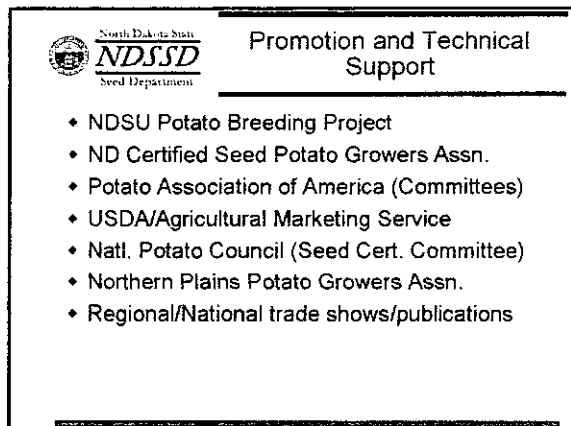 North Dakota State
NDSSD
Seed Department
Promotion and Technical
Support
• NDSU Potato Breeding Project
• ND Certified Seed Potato Growers Assn.
• Potato Association of America (Committees)
• USDA/Agricultural Marketing Service
• Natl. Potato Council (Seed Cert. Committee)
• Northern Plains Potato Growers Assn.
• Regional/National trade shows/publications